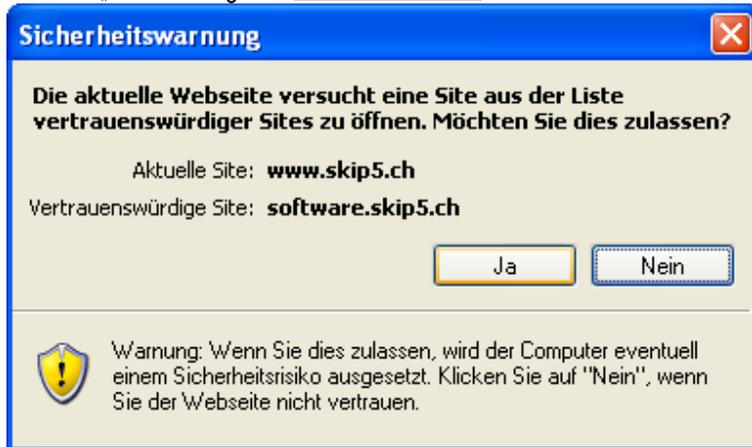 Sicherheitswarnung
Die aktuelle Webseite versucht eine Site aus der Liste
vertrauenswürdiger Sites zu öffnen. Möchten Sie dies zulassen?
Aktuelle Site: www.skip5.ch
Vertrauenswürdige Site: software.skip5.ch
Ja Nein
Warnung: Wenn Sie dies zulassen, wird der Computer eventuell
einem Sicherheitsrisiko ausgesetzt. Klicken Sie auf "Nein", wenn
Sie der Webseite nicht vertrauen.